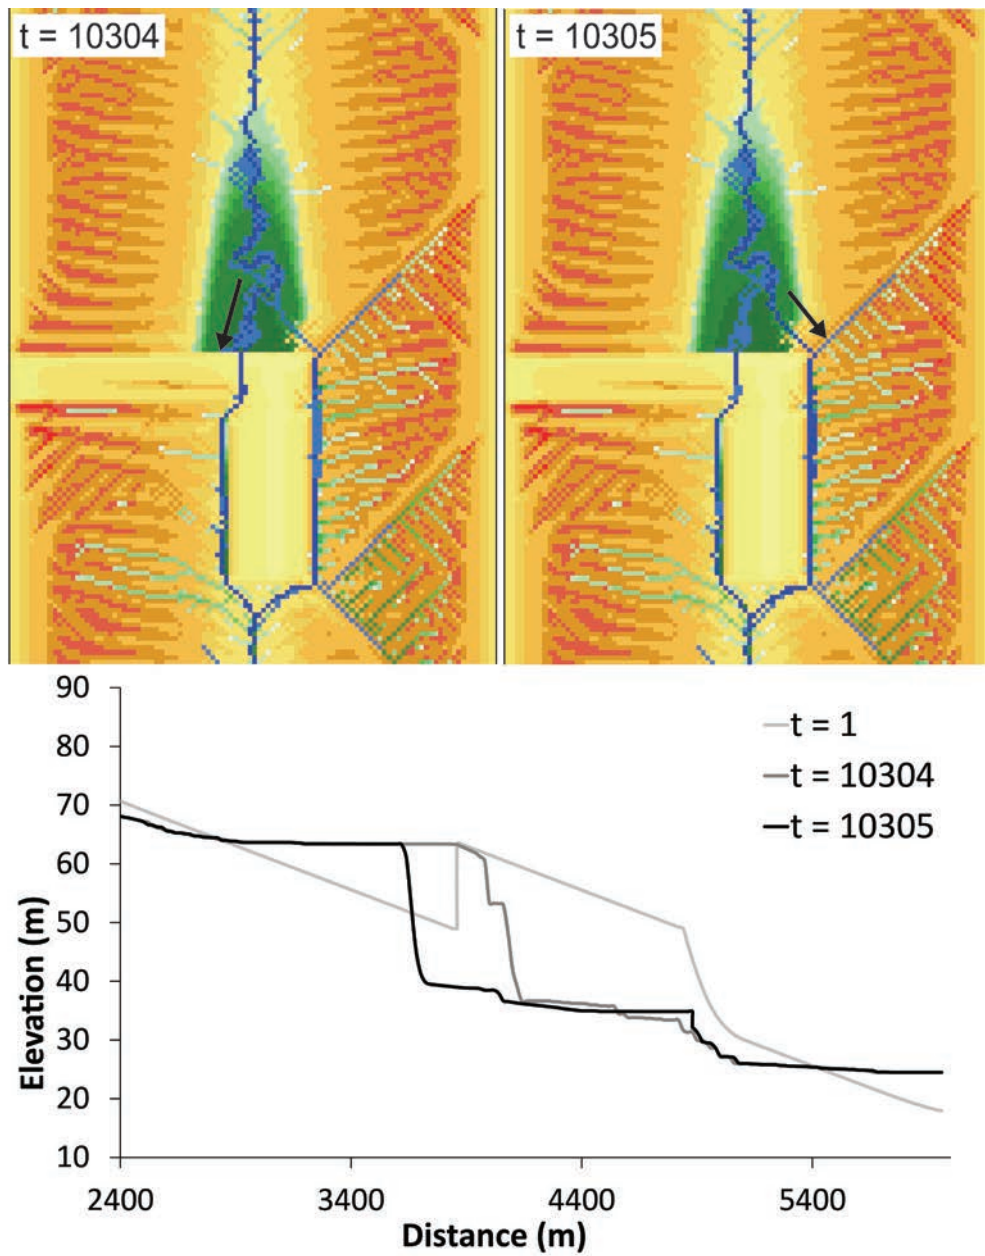 t = 10304
t = 10305
90
80
70
60
50
40
30
20
10
Elevation (m)
t = 1
t = 10304
t = 10305
2400
3400
4400
5400
Distance (m)